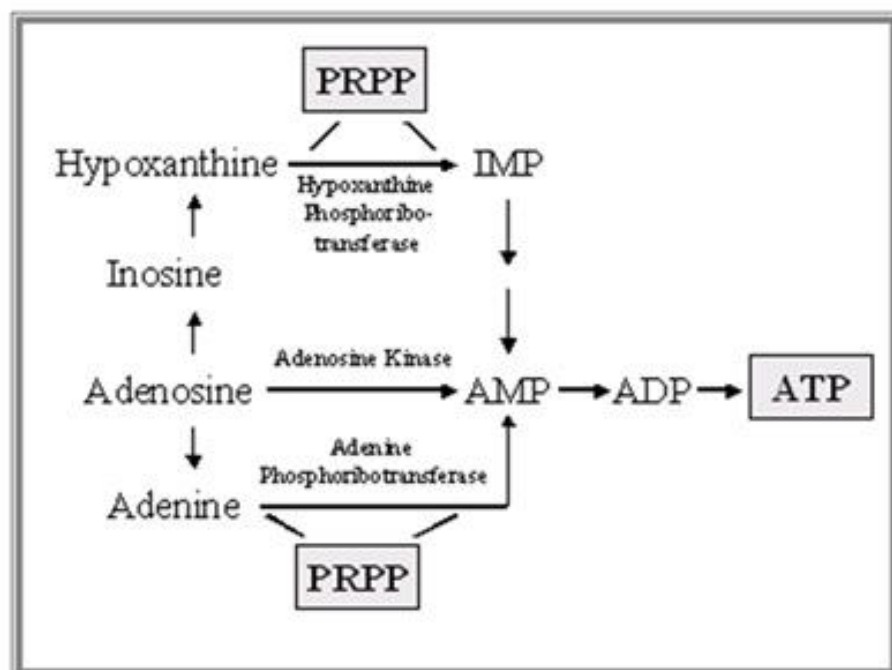 PRPP
Hypoxanthine
IMP
Hypoxanthine
Phosphoribo-
transferase
Inosine
Adenosine Kinase
Adenosine
AMP
ADP
ATP
Adenine
Phosphoribotransferase
Adenine
PRPP